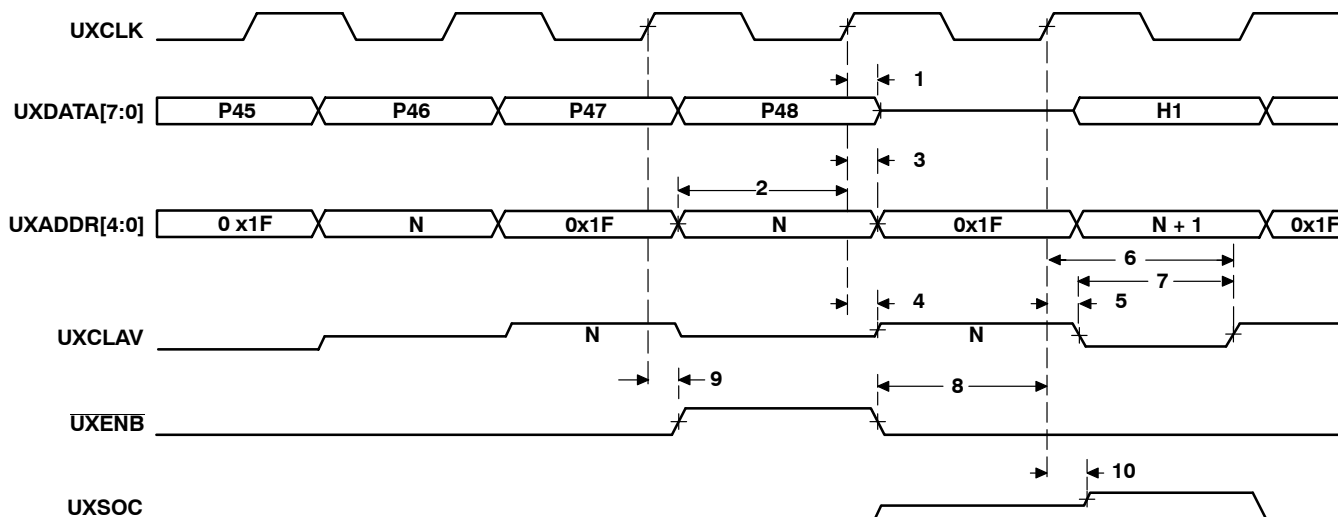 UXCLK
1
UXDATA[7:0] P45 P46 P47 P48 H1
3
2
UXADDR[4:0] 0 x1F N 0x1F N 0x1F N + 1 0x1F
6
7
4 5
UXCLAV N N
9 8
UXENB
10
UXSOC